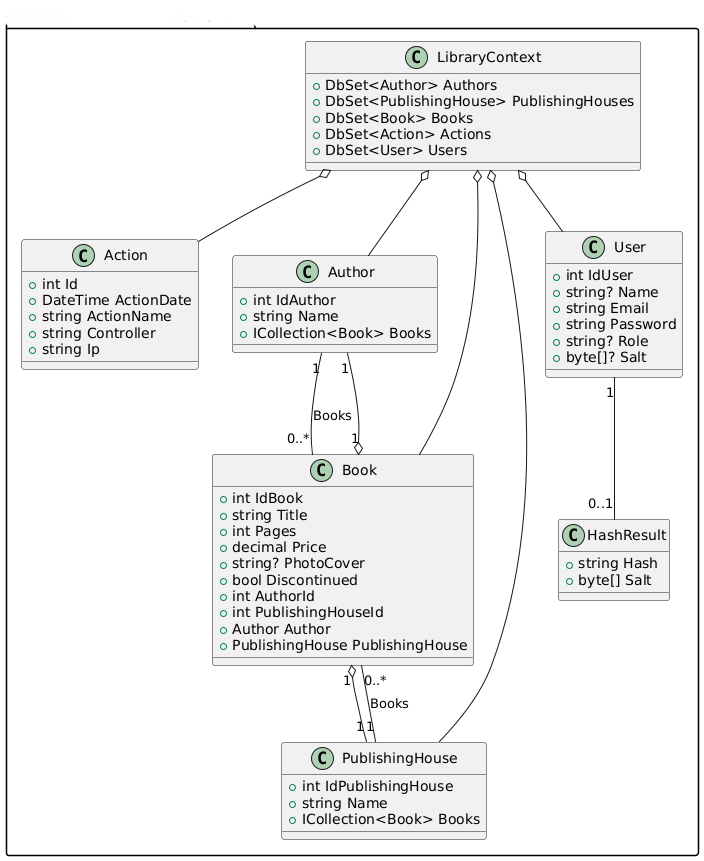 C LibraryContext
DbSet<Author> Authors
DbSet<PublishingHouse> PublishingHouses
DbSet<Book> Books
DbSet<Action> Actions
DbSet<User> Users
C Action
int Id
DateTime ActionDate
string ActionName
string Controller
string Ip
C Author
int IdAuthor
string Name
ICollection<Book> Books
C User
int IdUser
string? Name
string Email
string Password
string? Role
byte[]? Salt
1
1
1
Books
0..*
1
0..1
C Book
int IdBook
string Title
int Pages
decimal Price
string? PhotoCover
bool Discontinued
int AuthorId
int PublishingHouseId
Author Author
PublishingHouse PublishingHouse
C HashResult
string Hash
byte[] Salt
1
0..*
Books
1
1
C PublishingHouse
int IdPublishingHouse
string Name
ICollection<Book> Books